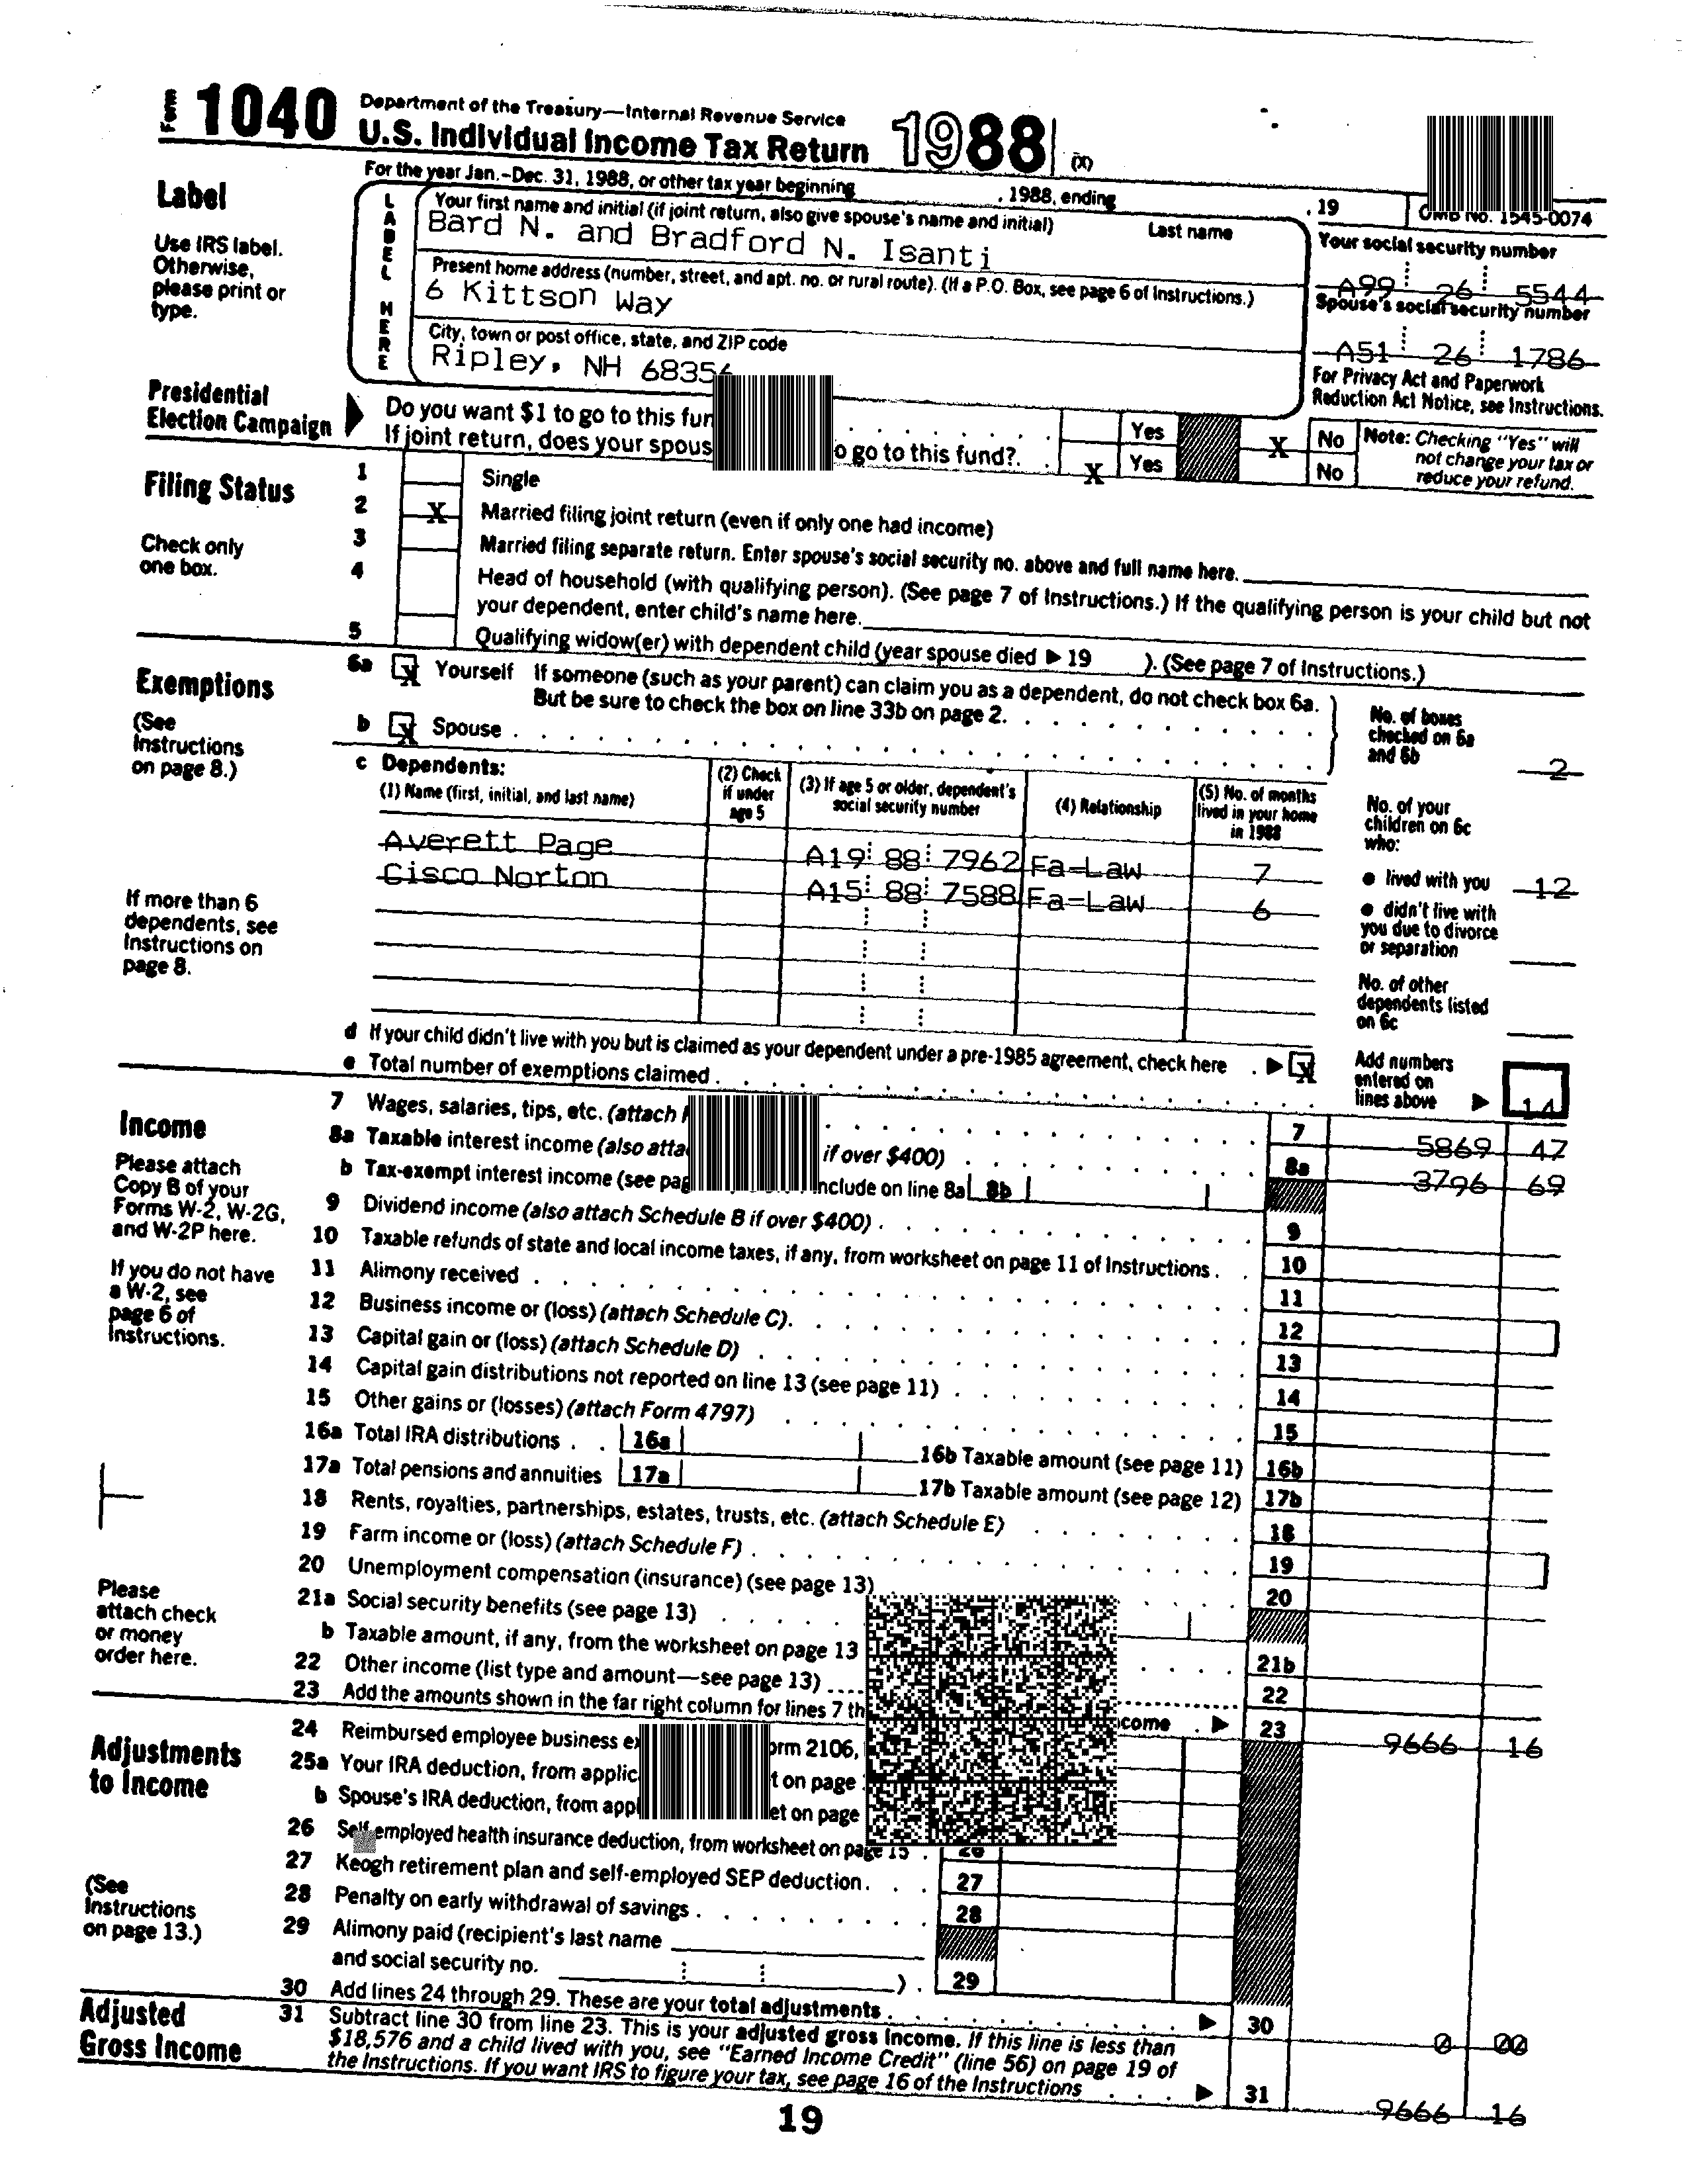 Form 1040 Department of the Treasury—Internal Revenue Service
U.S. Individual Income Tax Return 1988 (X)
For the year Jan.–Dec. 31, 1988, or other tax year beginning , 1988, ending , 19 OMB No. 1545-0074
Label
Use IRS label.
Otherwise,
please print or
type.
LABEL HERE
Your first name and initial (if joint return, also give spouse's name and initial) Last name
Bard N. and Bradford N. Isanti
Present home address (number, street, and apt. no. or rural route). (If a P.O. Box, see page 6 of Instructions.)
6 Kittson Way
City, town or post office, state, and ZIP code
Ripley, NH 68356
Your social security number
A99 26 5544
Spouse's social security number
A51 26 1786
For Privacy Act and Paperwork
Reduction Act Notice, see Instructions.
Presidential
Election Campaign
Do you want $1 to go to this fun Yes X No
If joint return, does your spous o go to this fund?. X Yes No
Note: Checking "Yes" will
not change your tax or
reduce your refund.
Filing Status
Check only
one box.
1 Single
2 X Married filing joint return (even if only one had income)
3 Married filing separate return. Enter spouse's social security no. above and full name here.
4 Head of household (with qualifying person). (See page 7 of Instructions.) If the qualifying person is your child but not
your dependent, enter child's name here.
5 Qualifying widow(er) with dependent child (year spouse died ▶ 19 ). (See page 7 of Instructions.)
Exemptions
(See
Instructions
on page 8.)
If more than 6
dependents, see
Instructions on
page 8.
6a X Yourself If someone (such as your parent) can claim you as a dependent, do not check box 6a.
But be sure to check the box on line 33b on page 2.
b X Spouse
c Dependents:
(1) Name (first, initial, and last name)
(2) Check
if under
age 5
(3) If age 5 or older, dependent's
social security number
(4) Relationship
(5) No. of months
lived in your home
in 1988
Averett Page A19 88 7962 Fa-Law 7
Cisco Norton A15 88 7588 Fa-Law 6
No. of boxes
checked on 6a
and 6b 2
No. of your
children on 6c
who:
● lived with you 12
● didn't live with
you due to divorce
or separation
No. of other
dependents listed
on 6c
d If your child didn't live with you but is claimed as your dependent under a pre-1985 agreement, check here . ▶ X
e Total number of exemptions claimed
Add numbers
entered on
lines above ▶ 14
Income
Please attach
Copy B of your
Forms W-2, W-2G,
and W-2P here.
If you do not have
a W-2, see
page 6 of
Instructions.
Please
attach check
or money
order here.
7 Wages, salaries, tips, etc. (attach 7 5869 47
8a Taxable interest income (also atta if over $400) 8a 3796 69
b Tax-exempt interest income (see pag nclude on line 8a 8b
9 Dividend income (also attach Schedule B if over $400) 9
10 Taxable refunds of state and local income taxes, if any, from worksheet on page 11 of Instructions 10
11 Alimony received 11
12 Business income or (loss) (attach Schedule C). 12
13 Capital gain or (loss) (attach Schedule D) 13
14 Capital gain distributions not reported on line 13 (see page 11) 14
15 Other gains or (losses) (attach Form 4797) 15
16a Total IRA distributions 16a 16b Taxable amount (see page 11) 16b
17a Total pensions and annuities 17a 17b Taxable amount (see page 12) 17b
18 Rents, royalties, partnerships, estates, trusts, etc. (attach Schedule E) 18
19 Farm income or (loss) (attach Schedule F) 19
20 Unemployment compensation (insurance) (see page 13) 20
21a Social security benefits (see page 13)
b Taxable amount, if any, from the worksheet on page 13 21b
22 Other income (list type and amount—see page 13) 22
23 Add the amounts shown in the far right column for lines 7 th come ▶ 23 9666 16
Adjustments
to Income
(See
Instructions
on page 13.)
24 Reimbursed employee business ex orm 2106,
25a Your IRA deduction, from applic t on page
b Spouse's IRA deduction, from appl et on page
26 Self-employed health insurance deduction, from worksheet on page 15 26
27 Keogh retirement plan and self-employed SEP deduction 27
28 Penalty on early withdrawal of savings 28
29 Alimony paid (recipient's last name
and social security no. ) . 29
30 Add lines 24 through 29. These are your total adjustments ▶ 30 0 00
Adjusted
Gross Income
31 Subtract line 30 from line 23. This is your adjusted gross income. If this line is less than
$18,576 and a child lived with you, see "Earned Income Credit" (line 56) on page 19 of
the Instructions. If you want IRS to figure your tax, see page 16 of the Instructions ▶ 31 9666 16
19